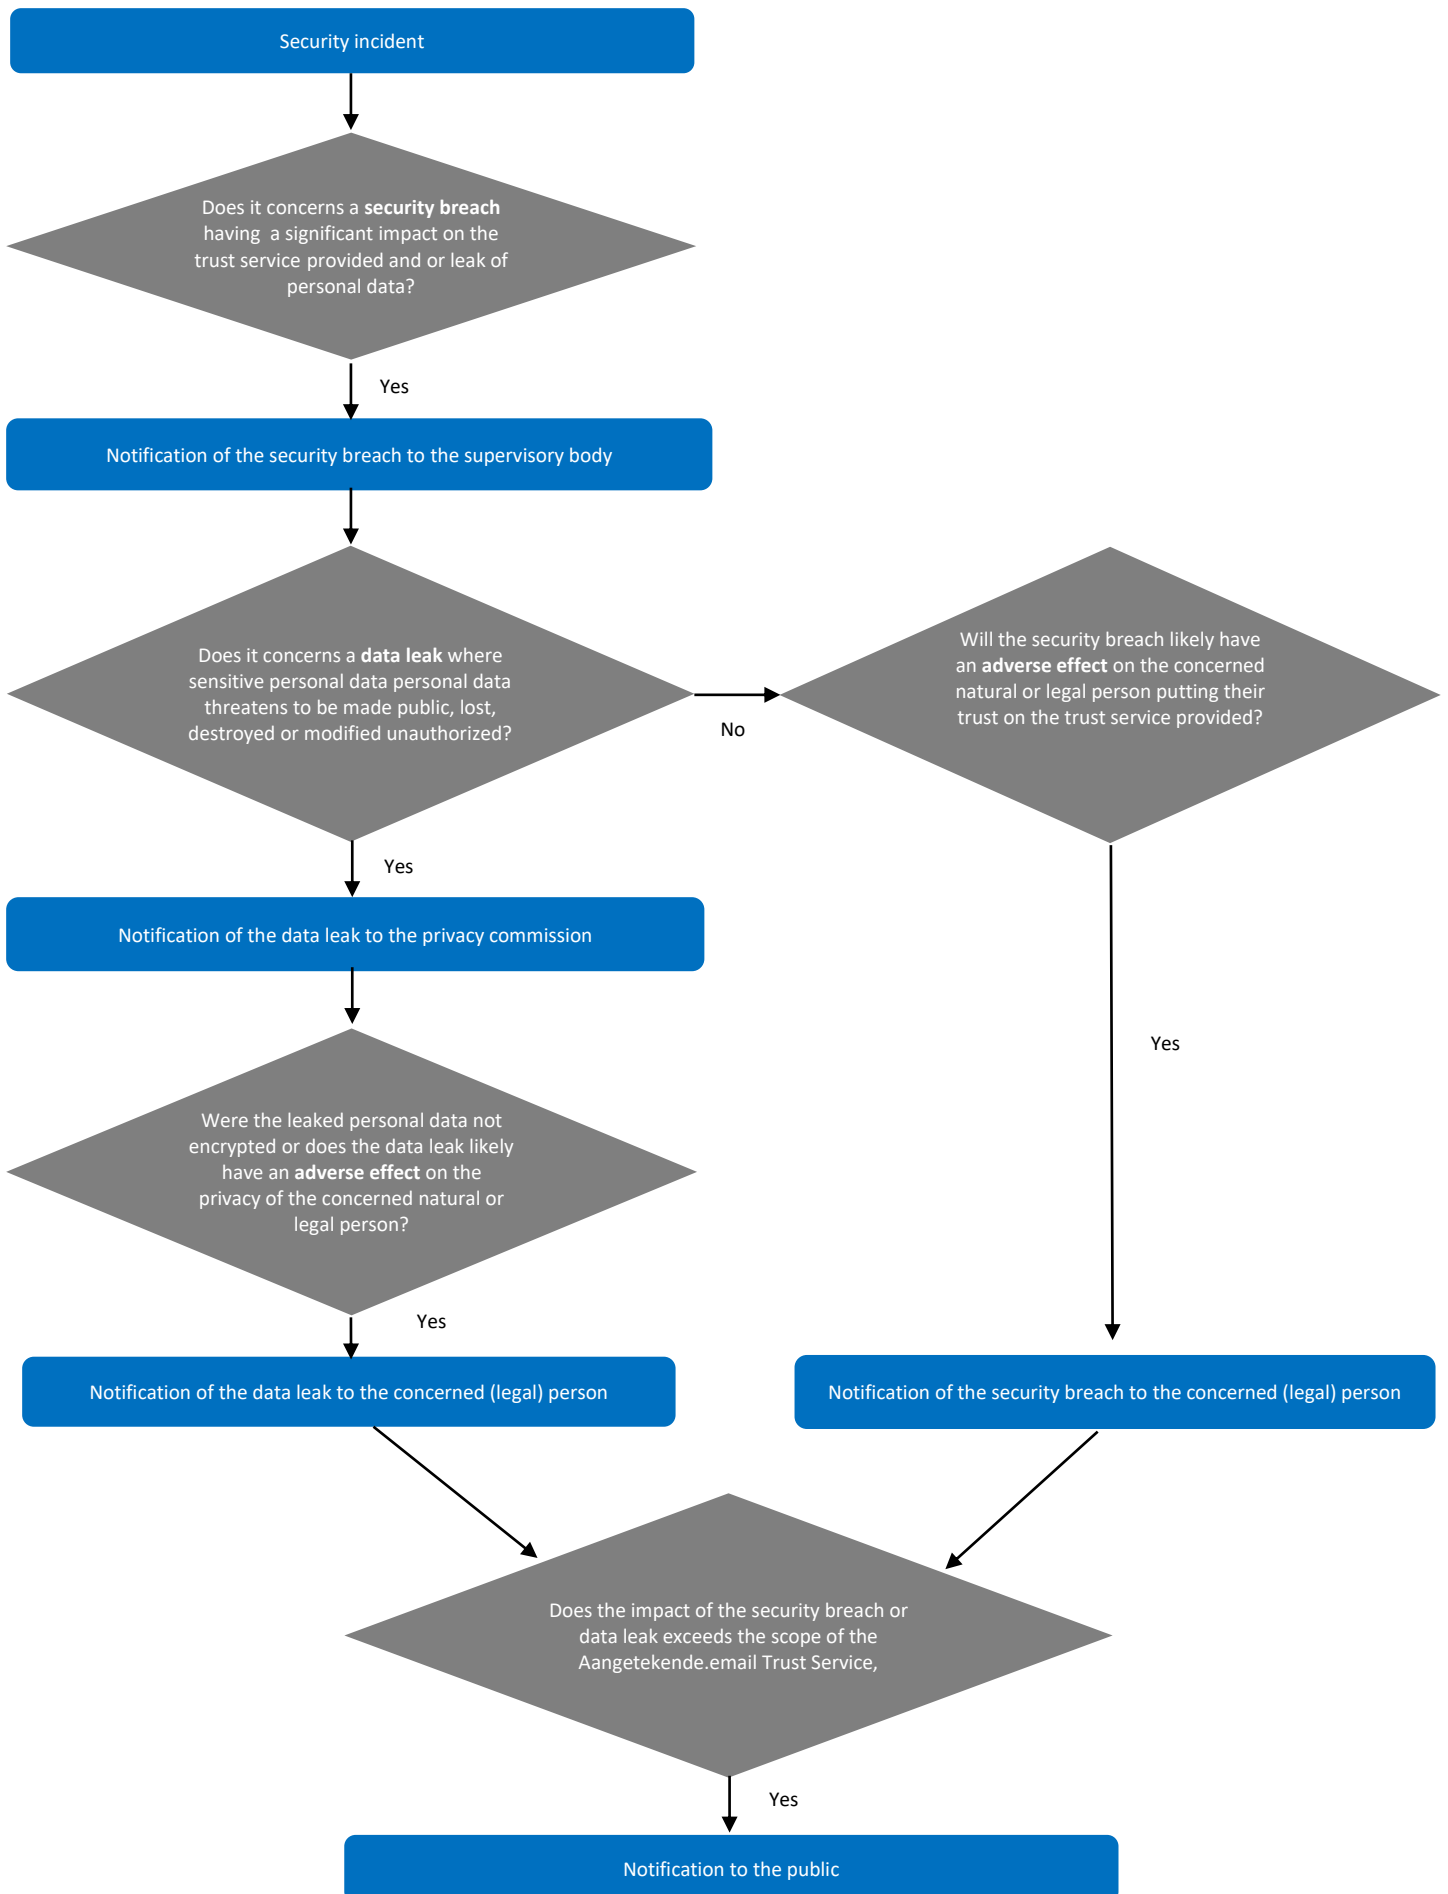 Security incident
Does it concerns a security breach
having  a significant impact on the
trust service provided and or leak of
personal data?
Yes
Notification of the security breach to the supervisory body
Does it concerns a data leak where
sensitive personal data personal data
threatens to be made public, lost,
destroyed or modified unauthorized?
No
Will the security breach likely have
an adverse effect on the concerned
natural or legal person putting their
trust on the trust service provided?
Yes
Notification of the data leak to the privacy commission
Yes
Were the leaked personal data not
encrypted or does the data leak likely
have an adverse effect on the
privacy of the concerned natural or
legal person?
Yes
Notification of the data leak to the concerned (legal) person
Notification of the security breach to the concerned (legal) person
Does the impact of the security breach or
data leak exceeds the scope of the
Aangetekende.email Trust Service,
Yes
Notification to the public